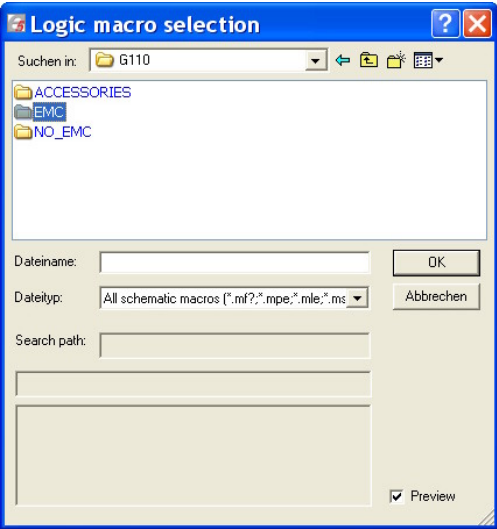 Logic macro selection
Suchen in: G110
ACCESSORIES
EMC
NO_EMC
Dateiname:
OK
Dateityp: All schematic macros (*.mf?;*.mpe;*.mle;*.ms
Abbrechen
Search path:
Preview